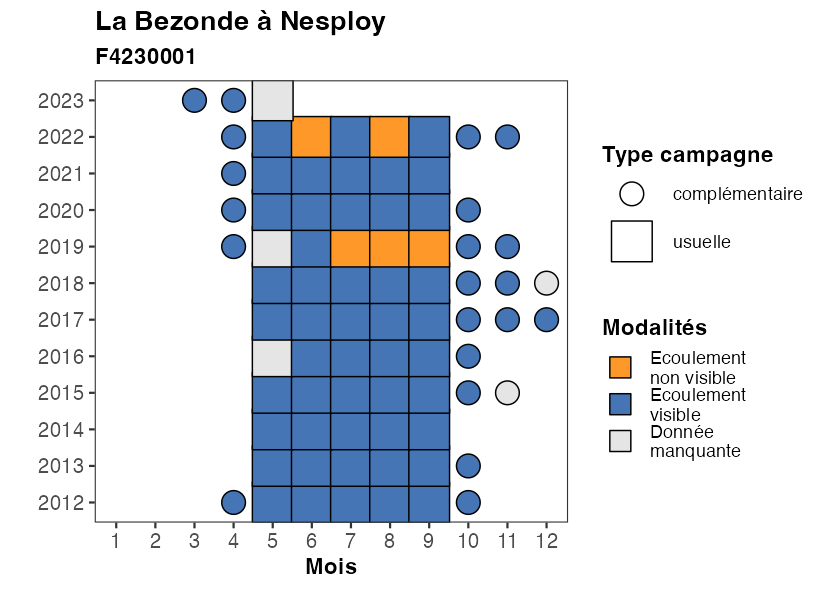 La Bezonde à Nesploy
F4230001
2023
2022
2021
2020
2019
2018
2017
2016
2015
2014
2013
2012
1 2 3 4 5 6 7 8 9 10 11 12
Mois
Type campagne
complémentaire
usuelle
Modalités
Ecoulement
non visible
Ecoulement
visible
Donnée
manquante